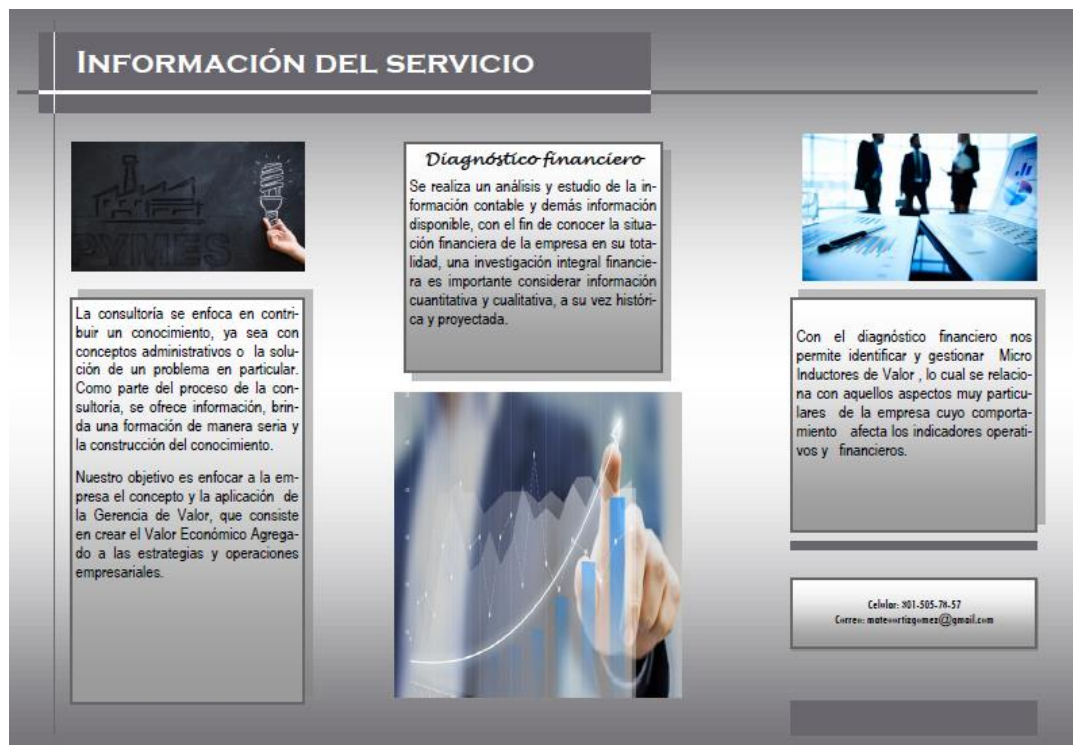 INFORMACIÓN DEL SERVICIO
PYMES
La consultoría se enfoca en contri-
buir un conocimiento, ya sea con
conceptos administrativos o la solu-
ción de un problema en particular.
Como parte del proceso de la con-
sultoría, se ofrece información, brin-
da una formación de manera seria y
la construcción del conocimiento.
Nuestro objetivo es enfocar a la em-
presa el concepto y la aplicación de
la Gerencia de Valor, que consiste
en crear el Valor Económico Agrega-
do a las estrategias y operaciones
empresariales.
Diagnóstico financiero
Se realiza un análisis y estudio de la in-
formación contable y demás información
disponible, con el fin de conocer la situa-
ción financiera de la empresa en su tota-
lidad, una investigación integral financie-
ra es importante considerar información
cuantitativa y cualitativa, a su vez históri-
ca y proyectada.
Con el diagnóstico financiero nos
permite identificar y gestionar Micro
Inductores de Valor , lo cual se relacio-
na con aquellos aspectos muy particu-
lares de la empresa cuyo comporta-
miento afecta los indicadores operati-
vos y financieros.
Celular: 301-505-78-57
Correo: mateoortizgomez@gmail.com